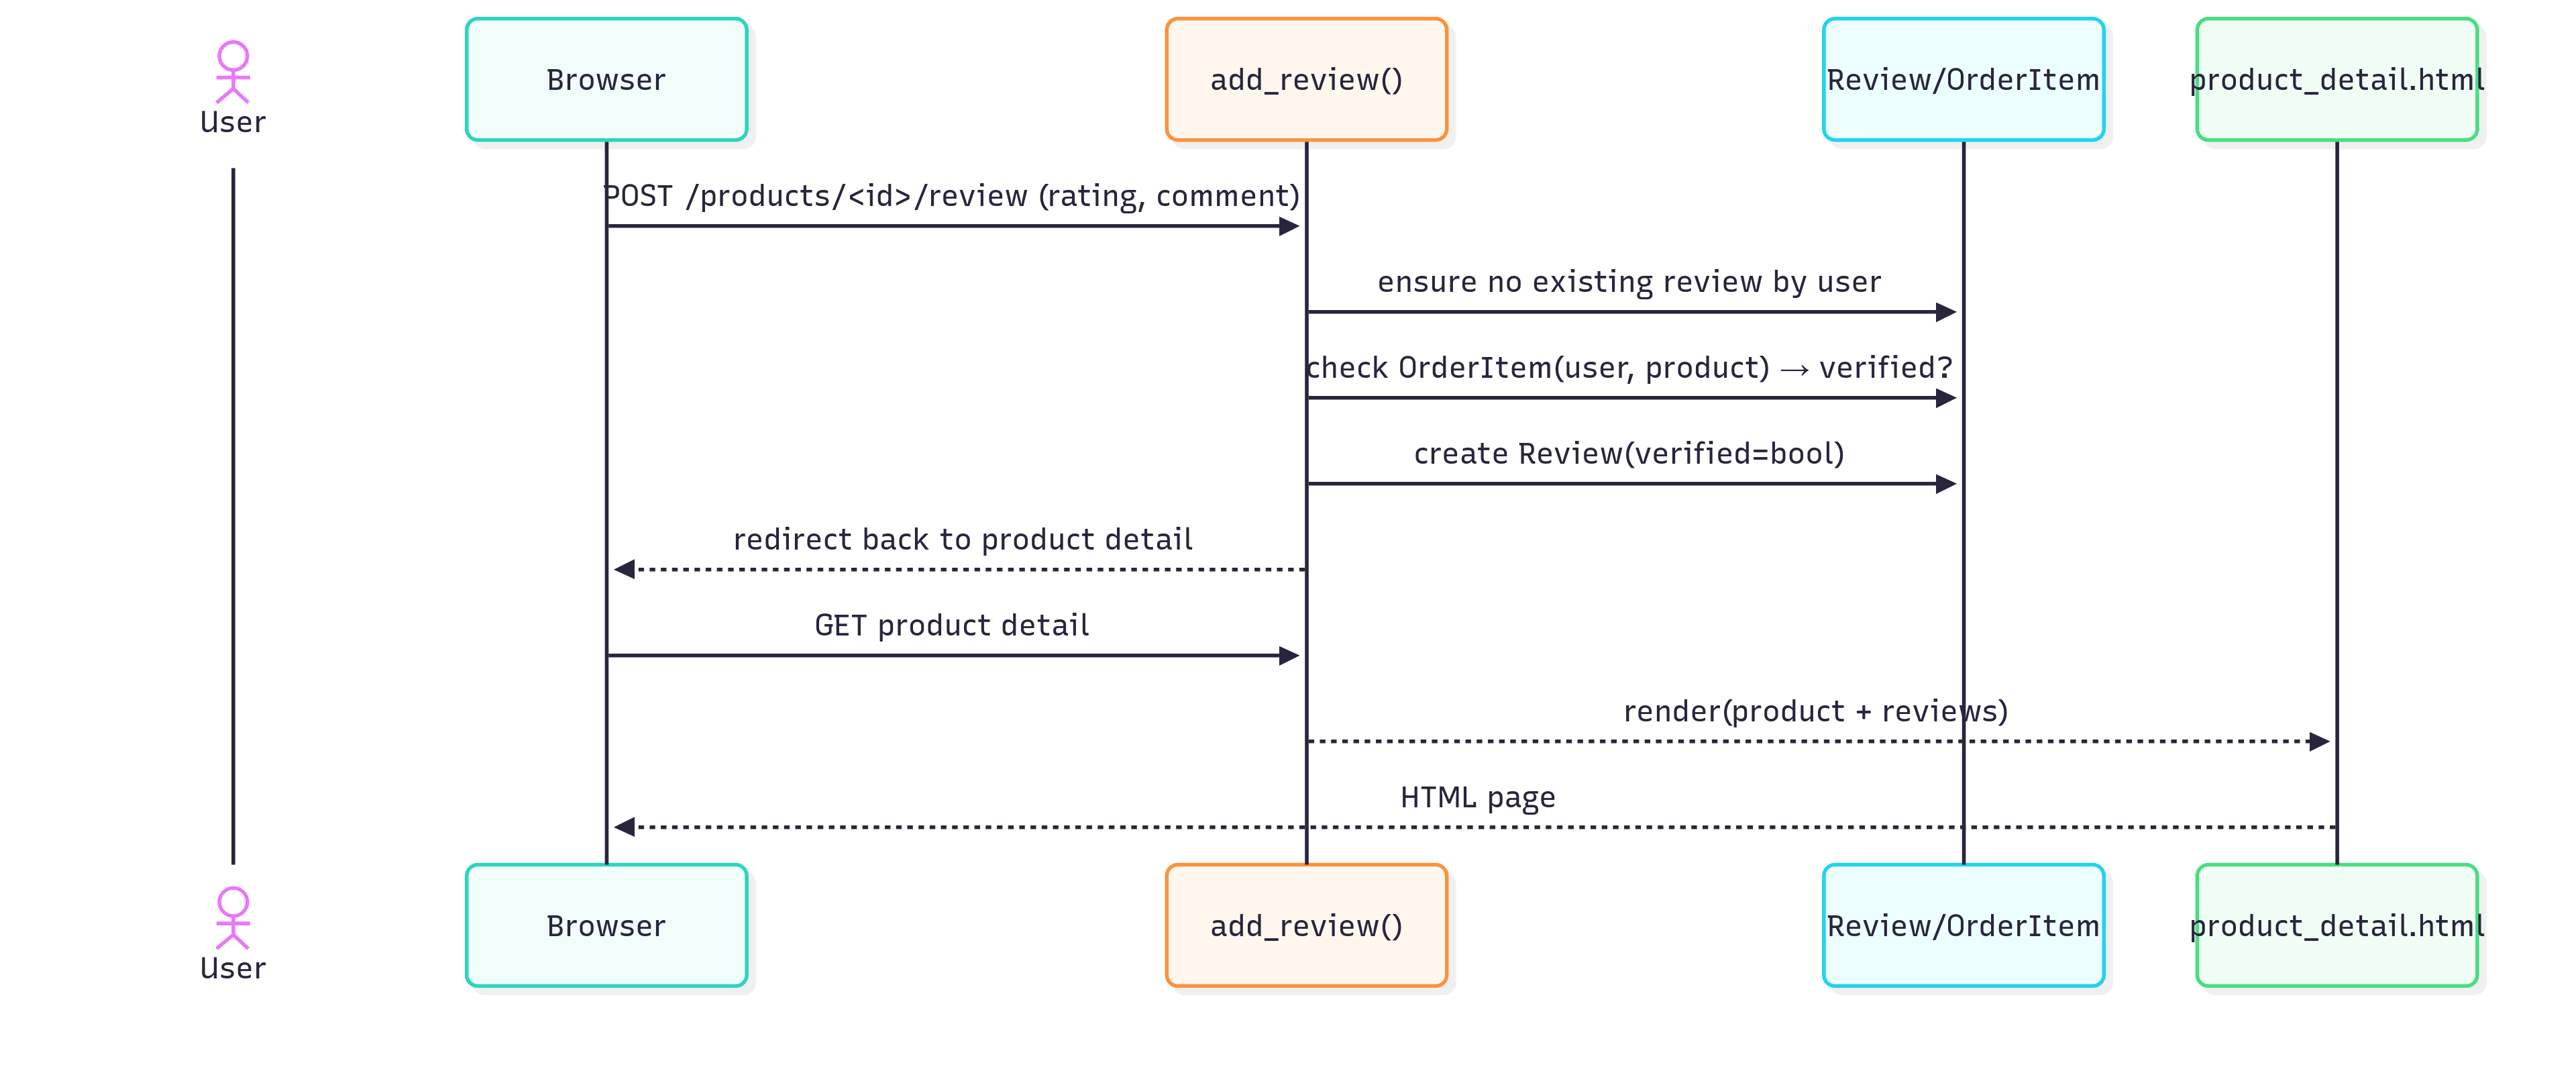 User
Browser
add_review()
Review/OrderItem
product_detail.html
POST /products/<id>/review (rating, comment)
ensure no existing review by user
check OrderItem(user, product) → verified?
create Review(verified=bool)
redirect back to product detail
GET product detail
render(product + reviews)
HTML page
User
Browser
add_review()
Review/OrderItem
product_detail.html